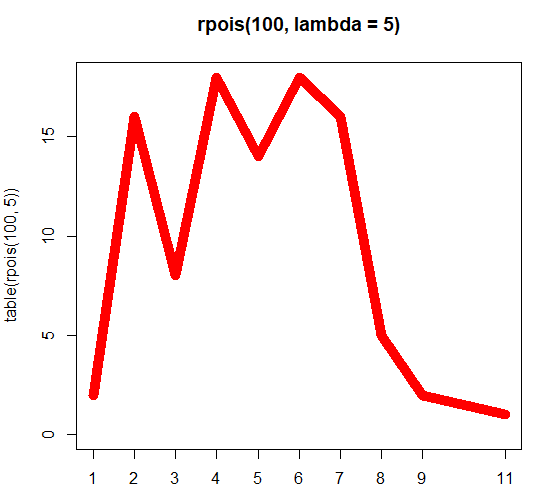 rpois(100, lambda = 5)
table(rpois(100, 5))
15
10
5
0
1 2 3 4 5 6 7 8 9 11